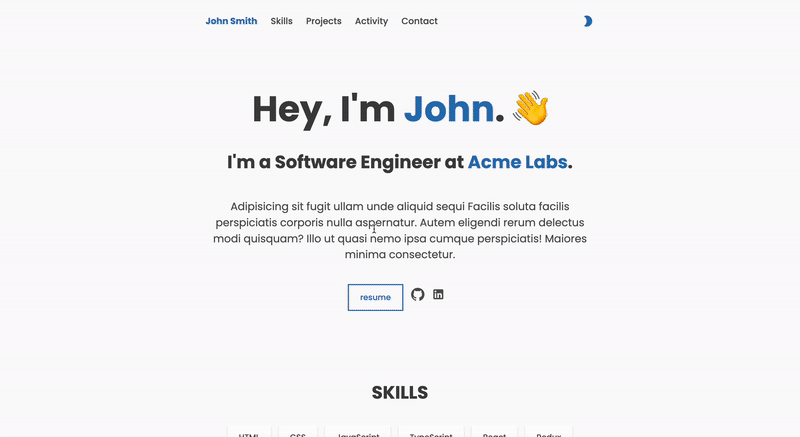 John Smith Skills Projects Activity Contact
Hey, I'm John.
I'm a Software Engineer at Acme Labs.
Adipisicing sit fugit ullam unde aliquid sequi Facilis soluta facilis
perspiciatis corporis nulla aspernatur. Autem eligendi rerum delectus
modi quisquam? Illo ut quasi nemo ipsa cumque perspiciatis! Maiores
minima consectetur.
resume
SKILLS
HTML CSS JavaScript TypeScript React Redux